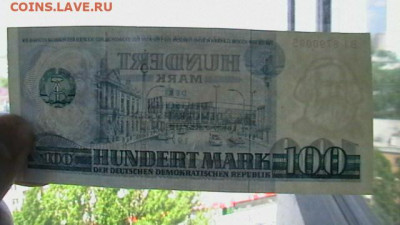 COINS.LAVE.RU
HUNDERT
MARK
100 HUNDERT MARK 100
DER DEUTSCHEN DEMOKRATISCHEN REPUBLIK